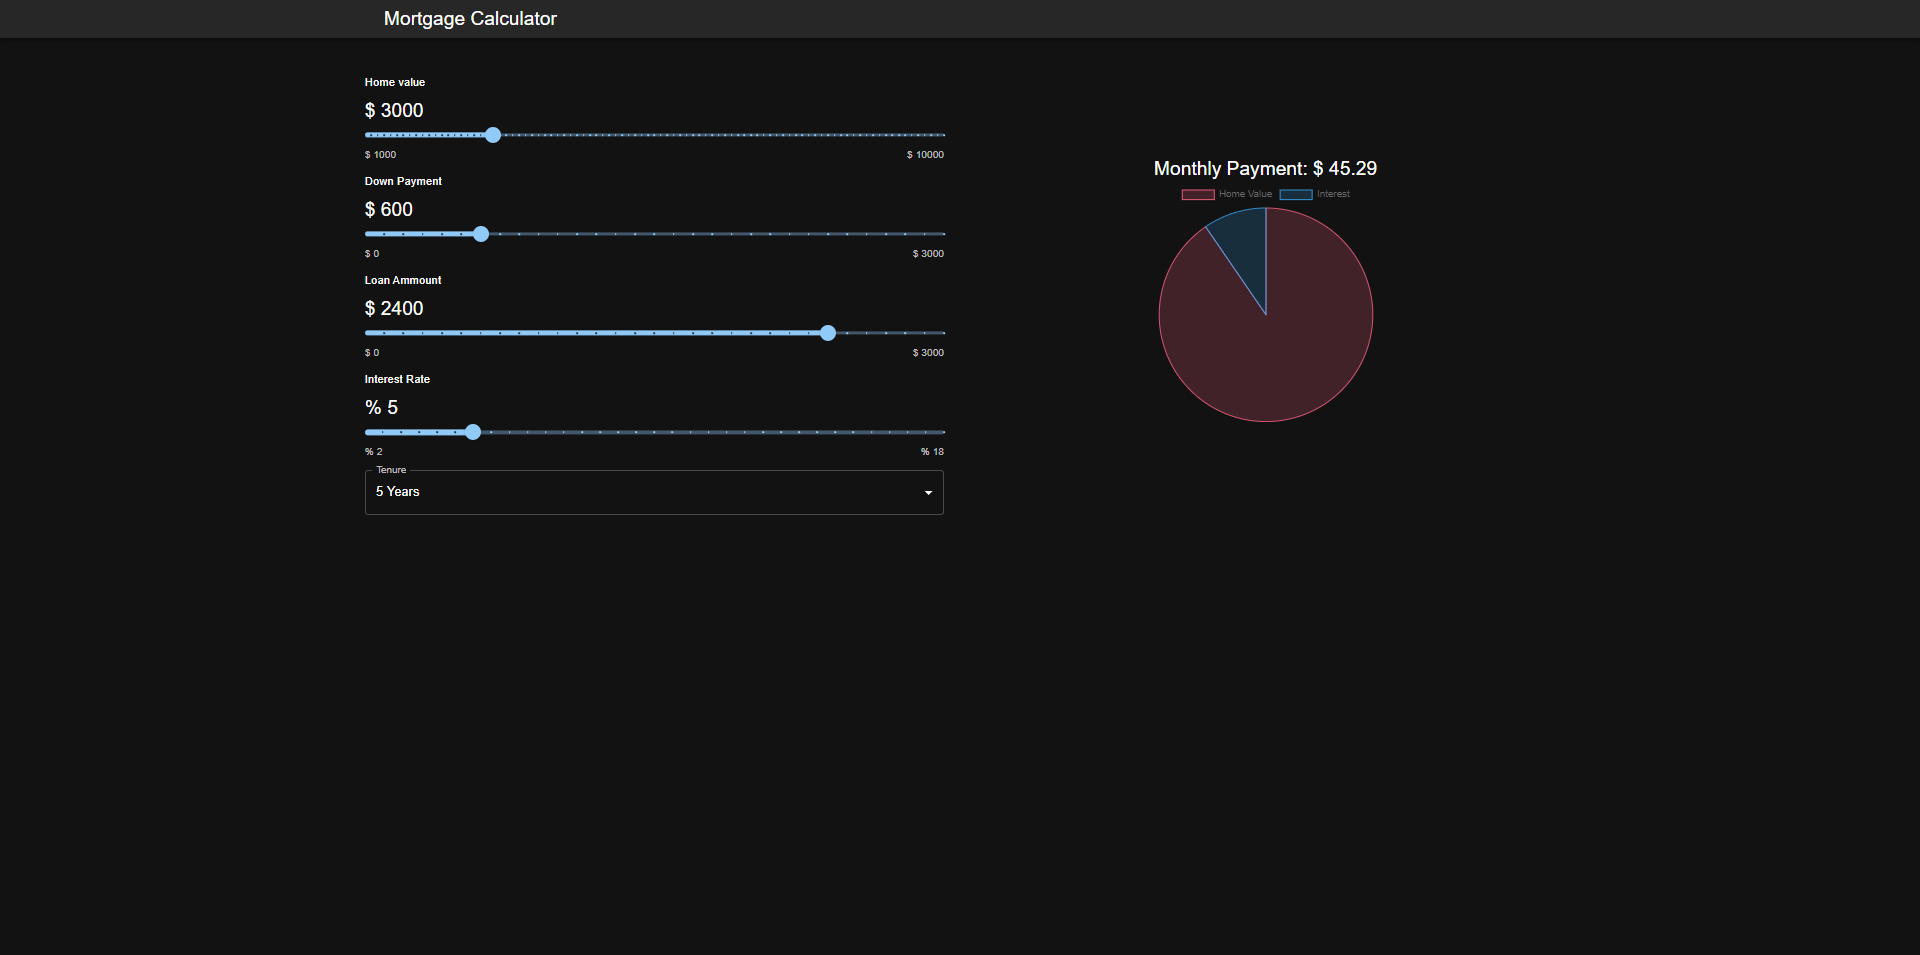 Mortgage Calculator
Home value
$ 3000
$ 1000 $ 10000
Down Payment
$ 600
$ 0 $ 3000
Loan Ammount
$ 2400
$ 0 $ 3000
Interest Rate
% 5
% 2 % 18
Tenure
5 Years
Monthly Payment: $ 45.29
Home Value Interest